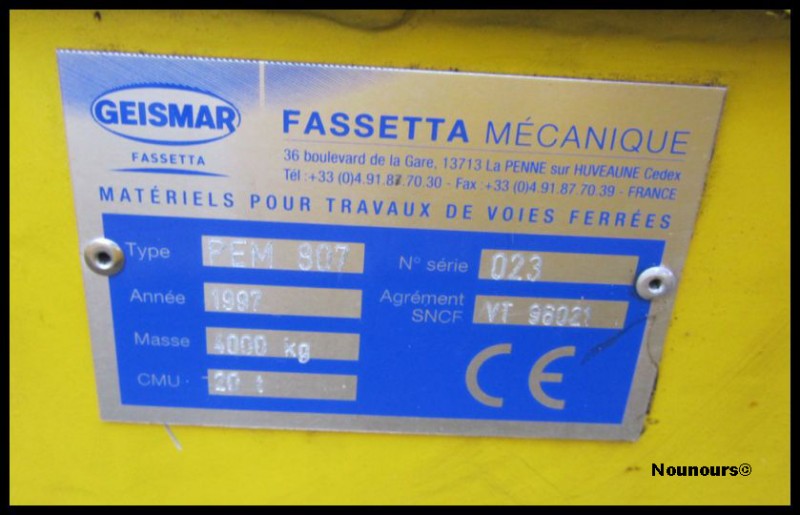 GEISMAR
FASSETTA
FASSETTA MÉCANIQUE
36 boulevard de la Gare, 13713 La PENNE sur HUVEAUNE Cedex
Tél :+33 (0)4.91.87.70.30 - Fax :+33 (0)4.91.87.70.39 - FRANCE
MATÉRIELS POUR TRAVAUX DE VOIES FERRÉES
Type PEM 907 N° série 023
Année 1997 Agrément SNCF VT 96021
Masse 4000 kg
CMU 20 t
CE
Nounours©